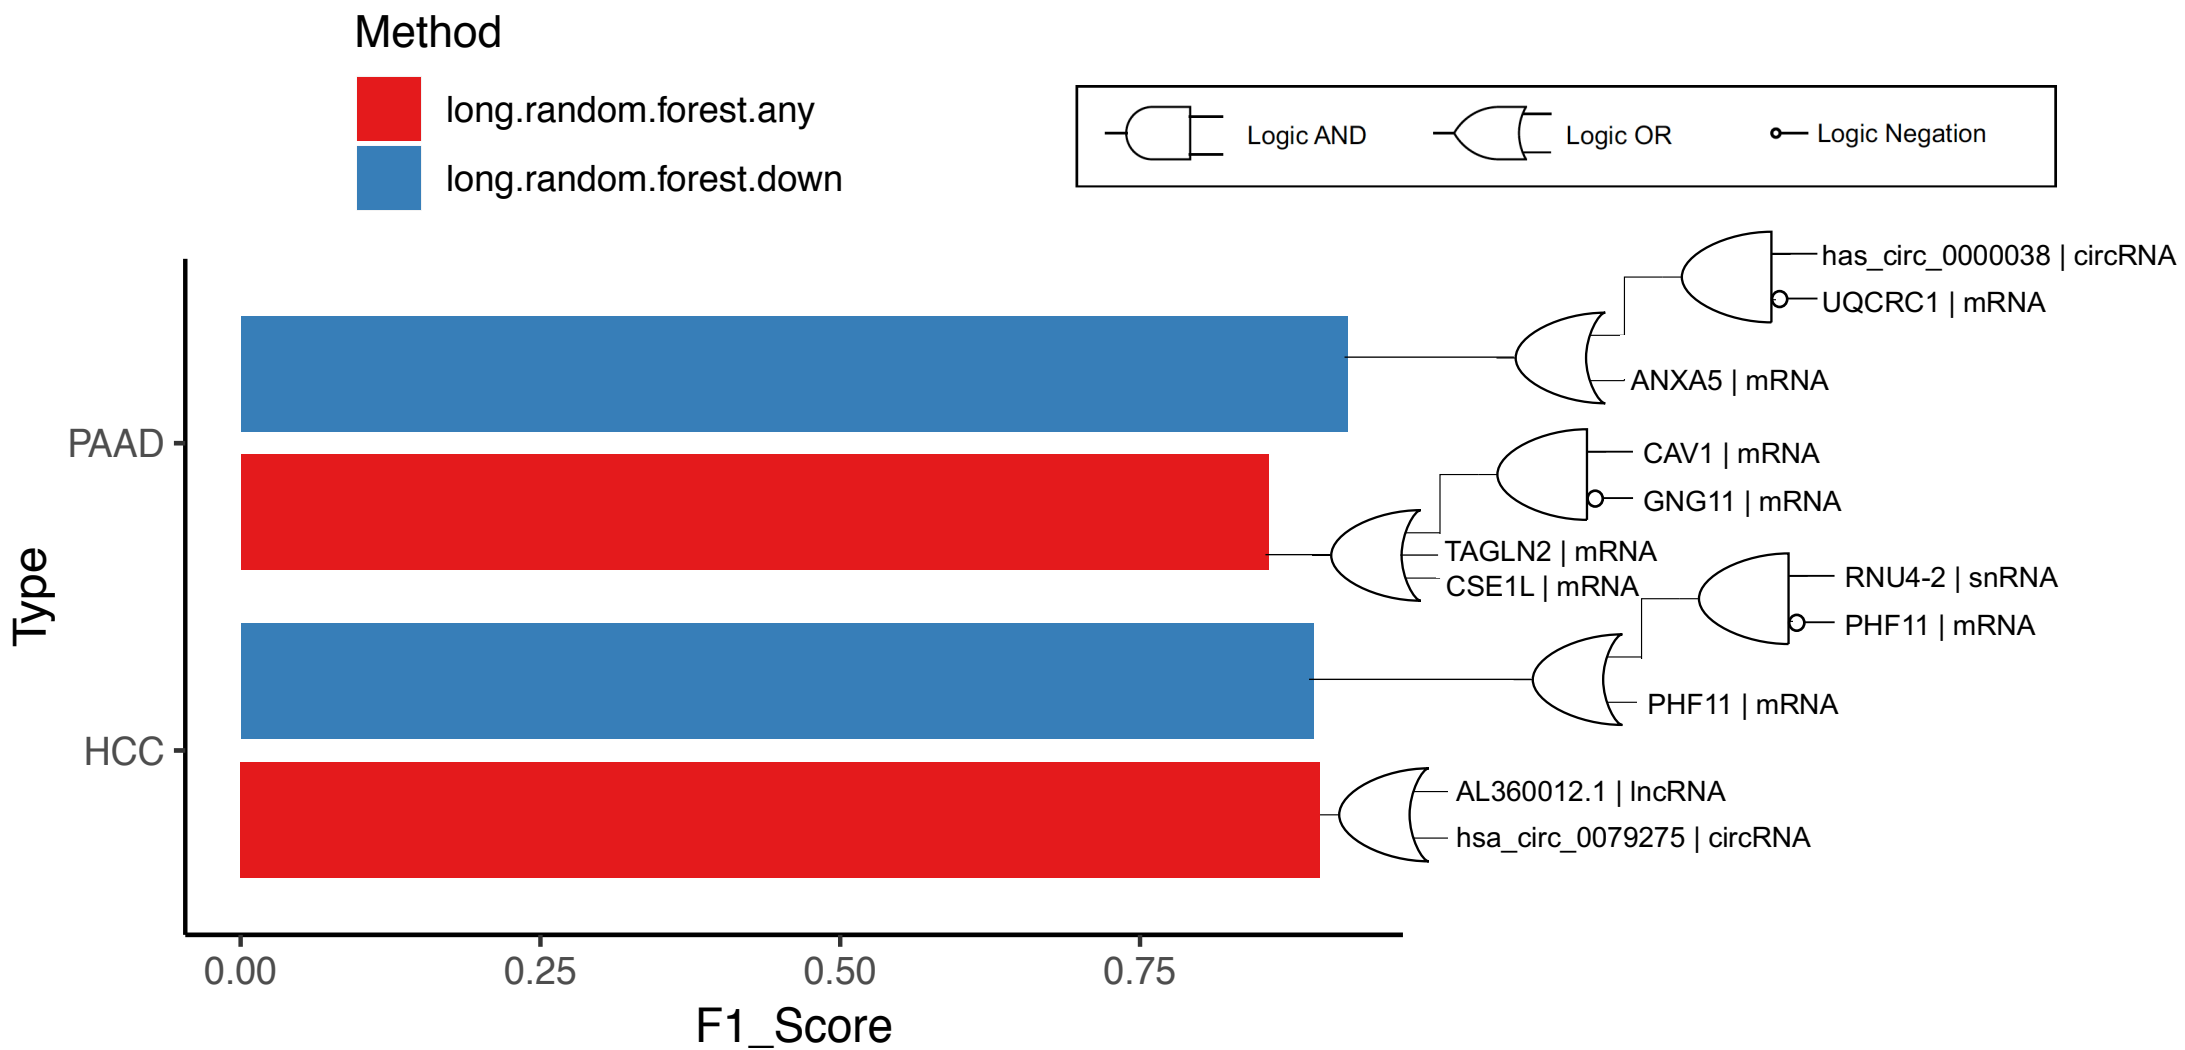 Method
long.random.forest.any
long.random.forest.down
Logic AND
Logic OR
Logic Negation
has_circ_0000038 | circRNA
UQCRC1 | mRNA
ANXA5 | mRNA
PAAD
CAV1 | mRNA
GNG11 | mRNA
TAGLN2 | mRNA
CSE1L | mRNA
RNU4-2 | snRNA
PHF11 | mRNA
PHF11 | mRNA
Type
HCC
AL360012.1 | lncRNA
hsa_circ_0079275 | circRNA
0.00 0.25 0.50 0.75
F1_Score